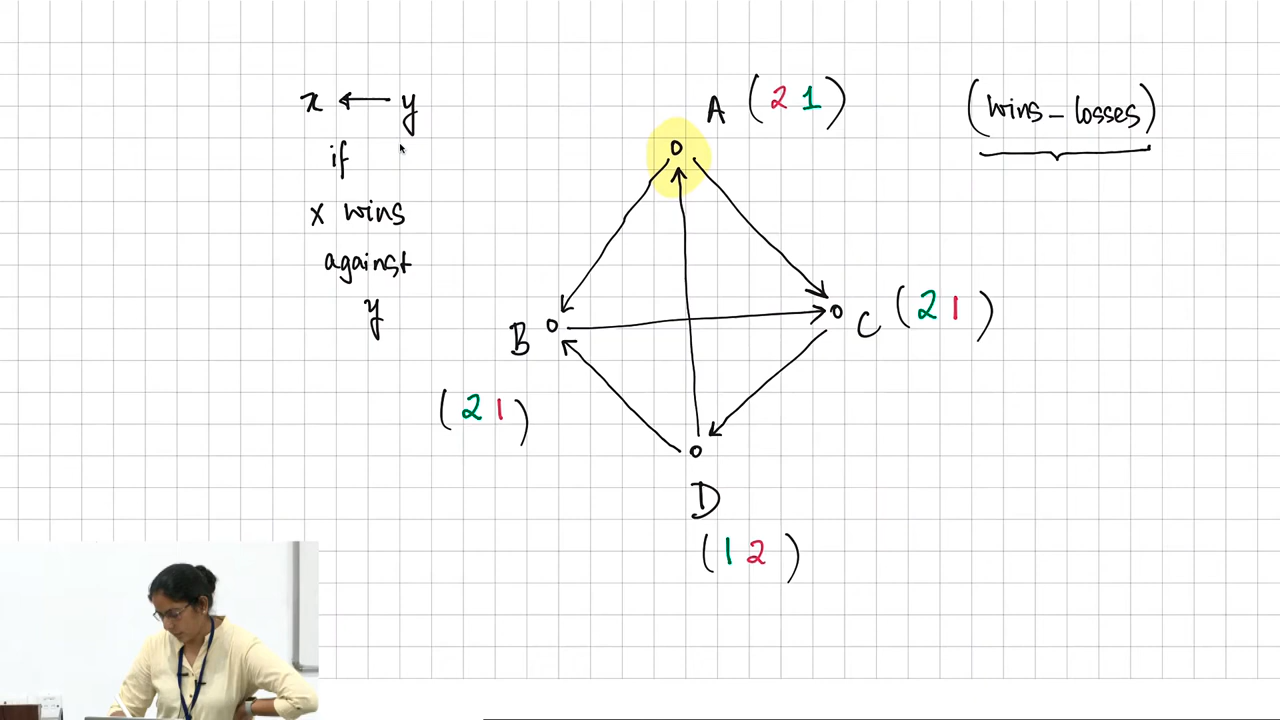 x ← y
if
x wins
against
y
A (2 1)
(wins – losses)
B
(2 1)
C (2 1)
D
(1 2)